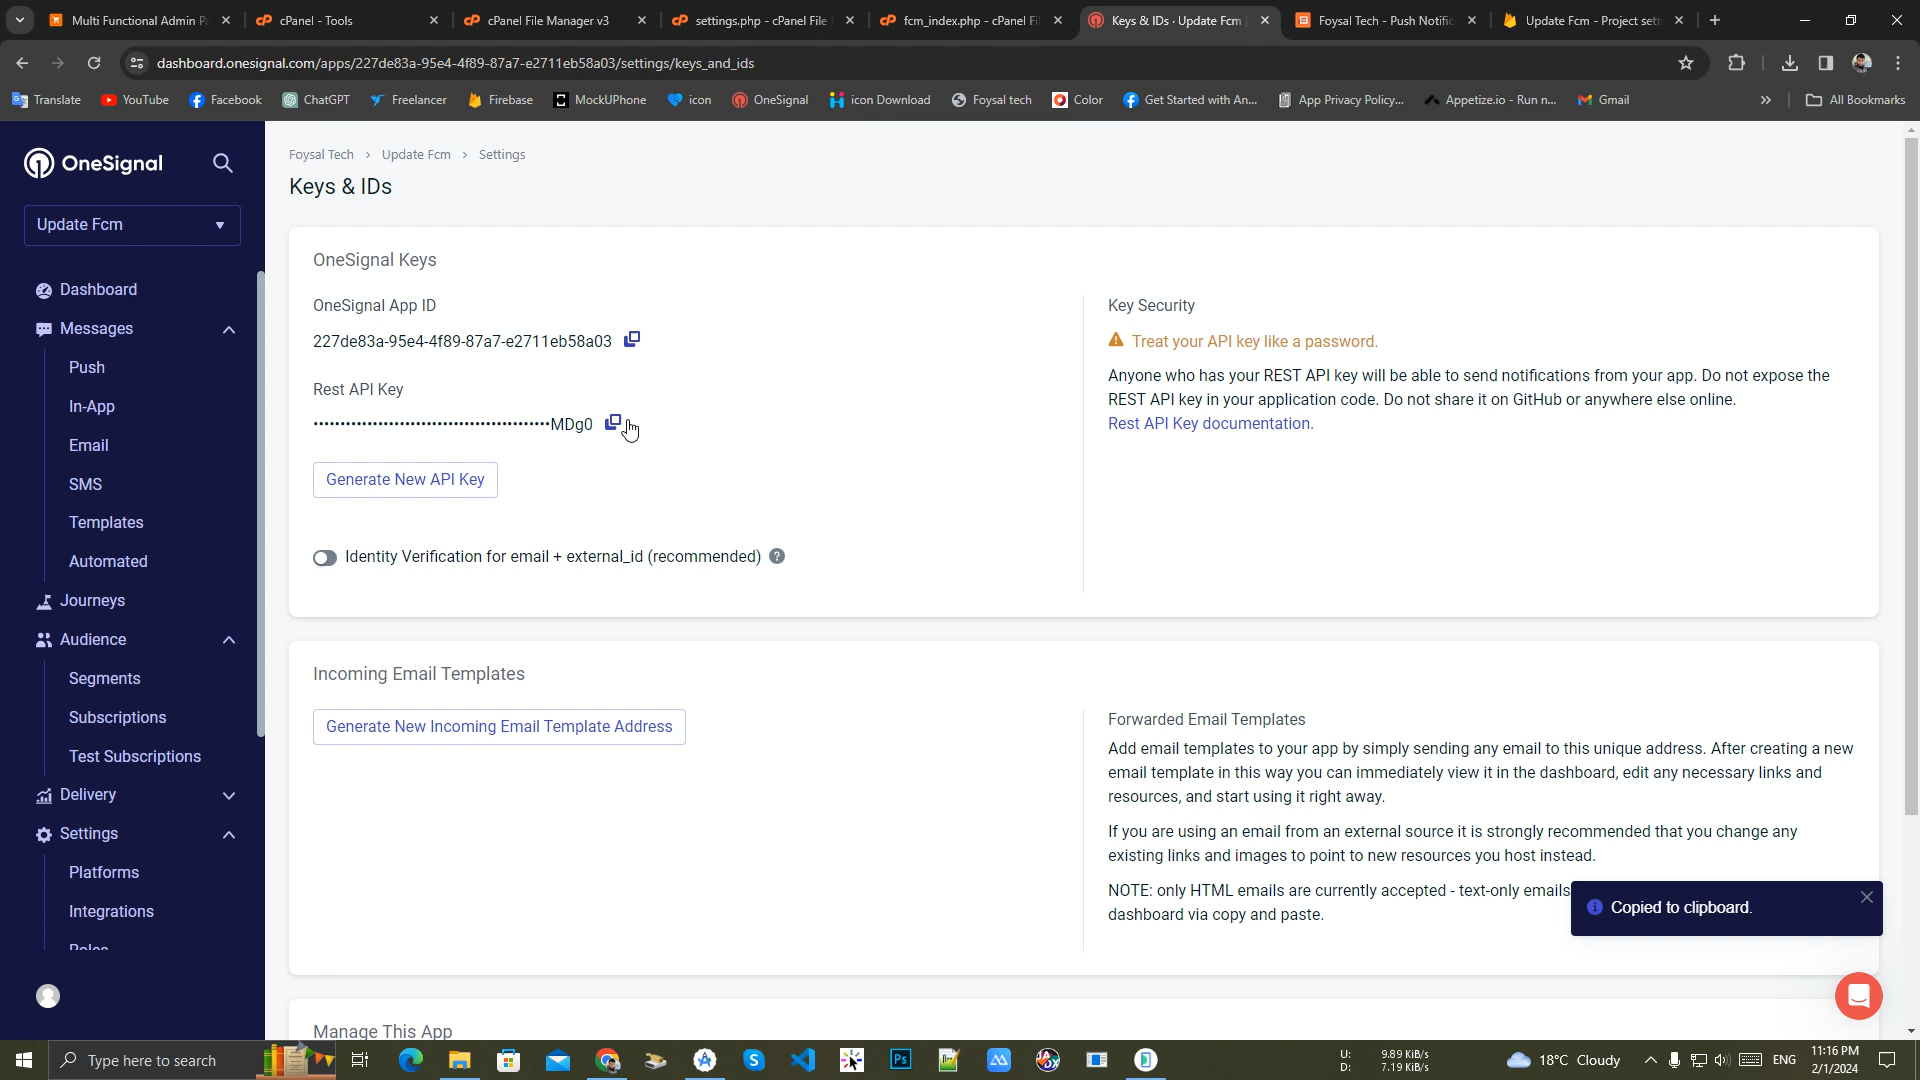 Multi Functional Admin P
cPanel - Tools
cPanel File Manager v3
settings.php - cPanel File
fcm_index.php - cPanel Fi
Keys & IDs · Update Fcm
Foysal Tech - Push Notific
Update Fcm - Project sett
dashboard.onesignal.com/apps/227de83a-95e4-4f89-87a7-e2711eb58a03/settings/keys_and_ids
Translate
YouTube
Facebook
ChatGPT
Freelancer
Firebase
MockUPhone
icon
OneSignal
icon Download
Foysal tech
Color
Get Started with An...
App Privacy Policy...
Appetize.io - Run n...
Gmail
All Bookmarks
OneSignal
Update Fcm
Dashboard
Messages
Push
In-App
Email
SMS
Templates
Automated
Journeys
Audience
Segments
Subscriptions
Test Subscriptions
Delivery
Settings
Platforms
Integrations
Roles
Foysal Tech > Update Fcm > Settings
Keys & IDs
OneSignal Keys
OneSignal App ID
227de83a-95e4-4f89-87a7-e2711eb58a03
Rest API Key
••••••••••••••••••••••••••••••••••••••••••••MDg0
Generate New API Key
Identity Verification for email + external_id (recommended)
Key Security
Treat your API key like a password.
Anyone who has your REST API key will be able to send notifications from your app. Do not expose the
REST API key in your application code. Do not share it on GitHub or anywhere else online.
Rest API Key documentation.
Incoming Email Templates
Generate New Incoming Email Template Address
Forwarded Email Templates
Add email templates to your app by simply sending any email to this unique address. After creating a new
email template in this way you can immediately view it in the dashboard, edit any necessary links and
resources, and start using it right away.
If you are using an email from an external source it is strongly recommended that you change any
existing links and images to point to new resources you host instead.
NOTE: only HTML emails are currently accepted - text-only emails
dashboard via copy and paste.
Copied to clipboard.
Manage This App
Type here to search
U: 9.89 KiB/s
D: 7.19 KiB/s
18°C Cloudy
ENG
11:16 PM
2/1/2024